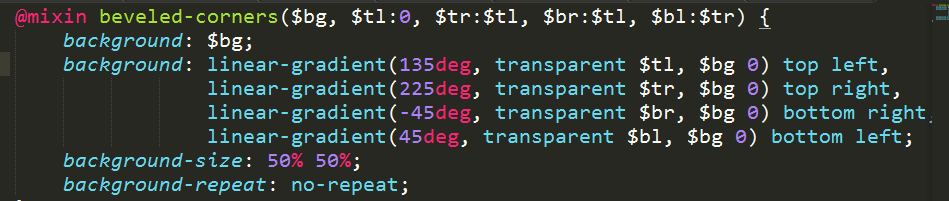 @mixin beveled-corners($bg, $tl:0, $tr:$tl, $br:$tl, $bl:$tr) {
background: $bg;
background: linear-gradient(135deg, transparent $tl, $bg 0) top left,
linear-gradient(225deg, transparent $tr, $bg 0) top right,
linear-gradient(-45deg, transparent $br, $bg 0) bottom right,
linear-gradient(45deg, transparent $bl, $bg 0) bottom left;
background-size: 50% 50%;
background-repeat: no-repeat;